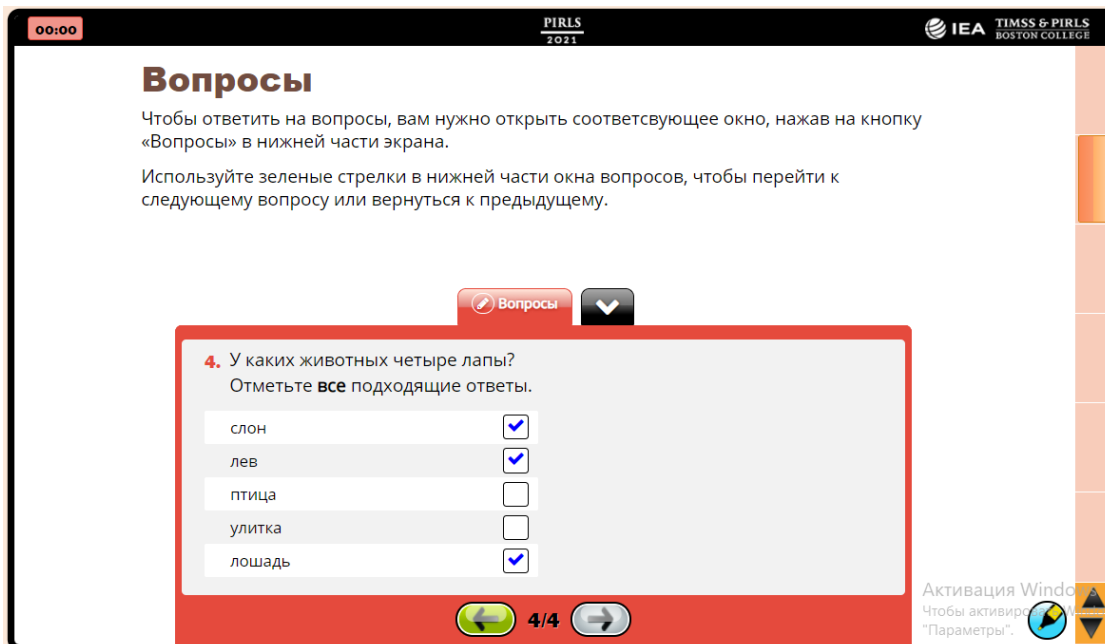 00:00
PIRLS
2021
IEA
TIMSS & PIRLS
BOSTON COLLEGE
Вопросы
Чтобы ответить на вопросы, вам нужно открыть соответсвующее окно, нажав на кнопку
«Вопросы» в нижней части экрана.
Используйте зеленые стрелки в нижней части окна вопросов, чтобы перейти к
следующему вопросу или вернуться к предыдущему.
Вопросы
4. У каких животных четыре лапы?
Отметьте все подходящие ответы.
слон
лев
птица
улитка
лошадь
4/4
Активация Windows
Чтобы
"Параметры".